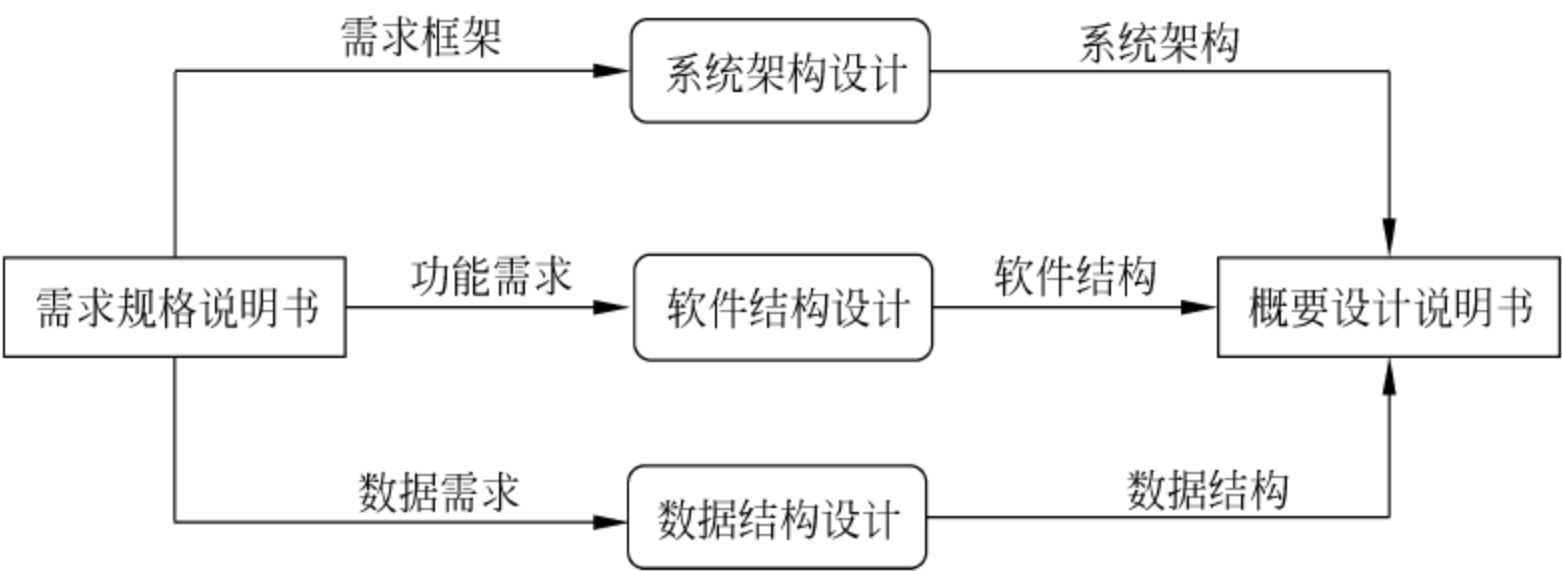 需求框架
系统架构设计
系统架构
需求规格说明书
功能需求
软件结构设计
软件结构
概要设计说明书
数据需求
数据结构设计
数据结构